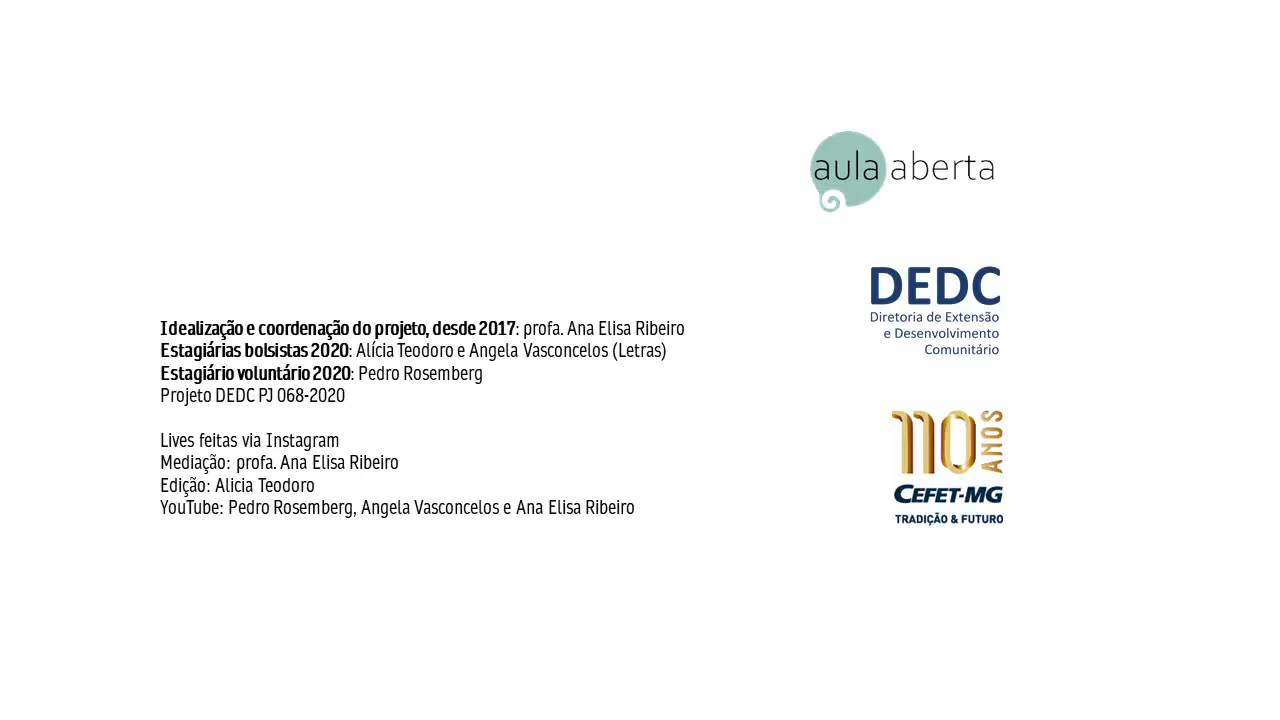 aula aberta
DEDC
Diretoria de Extensão
e Desenvolvimento
Comunitário
Idealização e coordenação do projeto, desde 2017: profa. Ana Elisa Ribeiro
Estagiárias bolsistas 2020: Alícia Teodoro e Angela Vasconcelos (Letras)
Estagiário voluntário 2020: Pedro Rosemberg
Projeto DEDC PJ 068-2020
Lives feitas via Instagram
Mediação: profa. Ana Elisa Ribeiro
Edição: Alicia Teodoro
YouTube: Pedro Rosemberg, Angela Vasconcelos e Ana Elisa Ribeiro
110 ANOS
CEFET-MG
TRADIÇÃO & FUTURO